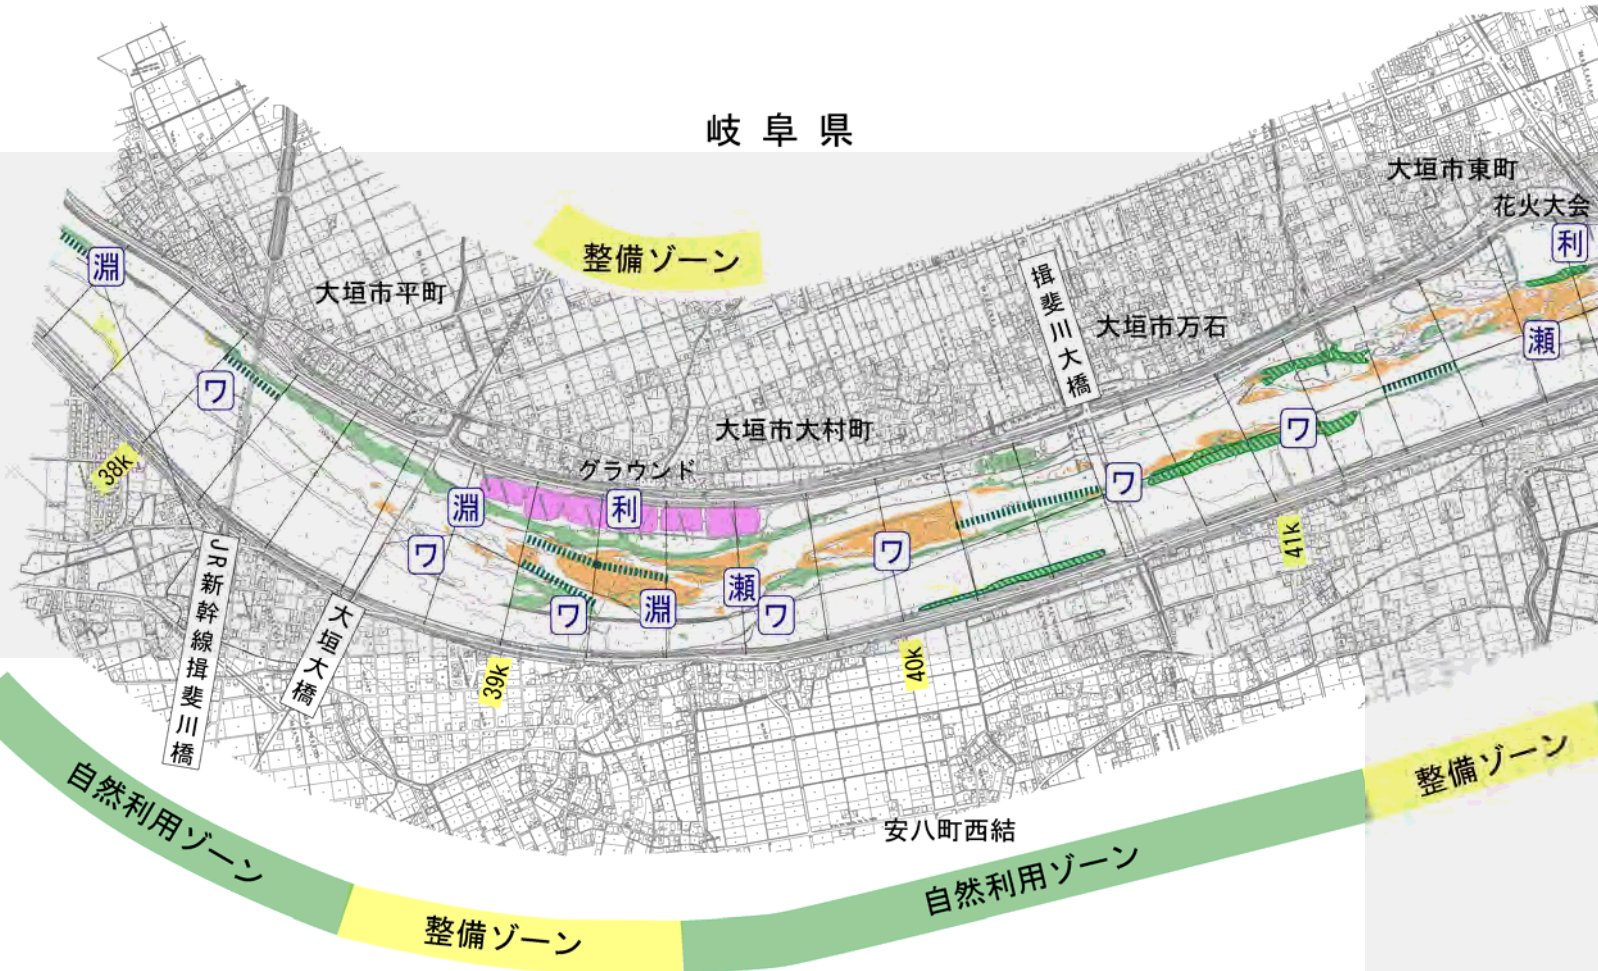 岐阜県
大垣市東町
花火大会
利
整備ゾーン
淵
大垣市平町
揖斐川大橋
大垣市万石
瀬
ワ
大垣市大村町
ワ
38k
グラウンド
淵
利
ワ
ワ
ワ
41k
JR新幹線揖斐川橋
大垣大橋
ワ
淵
瀬
ワ
39k
40k
自然利用ゾーン
整備ゾーン
安八町西結
自然利用ゾーン
整備ゾーン